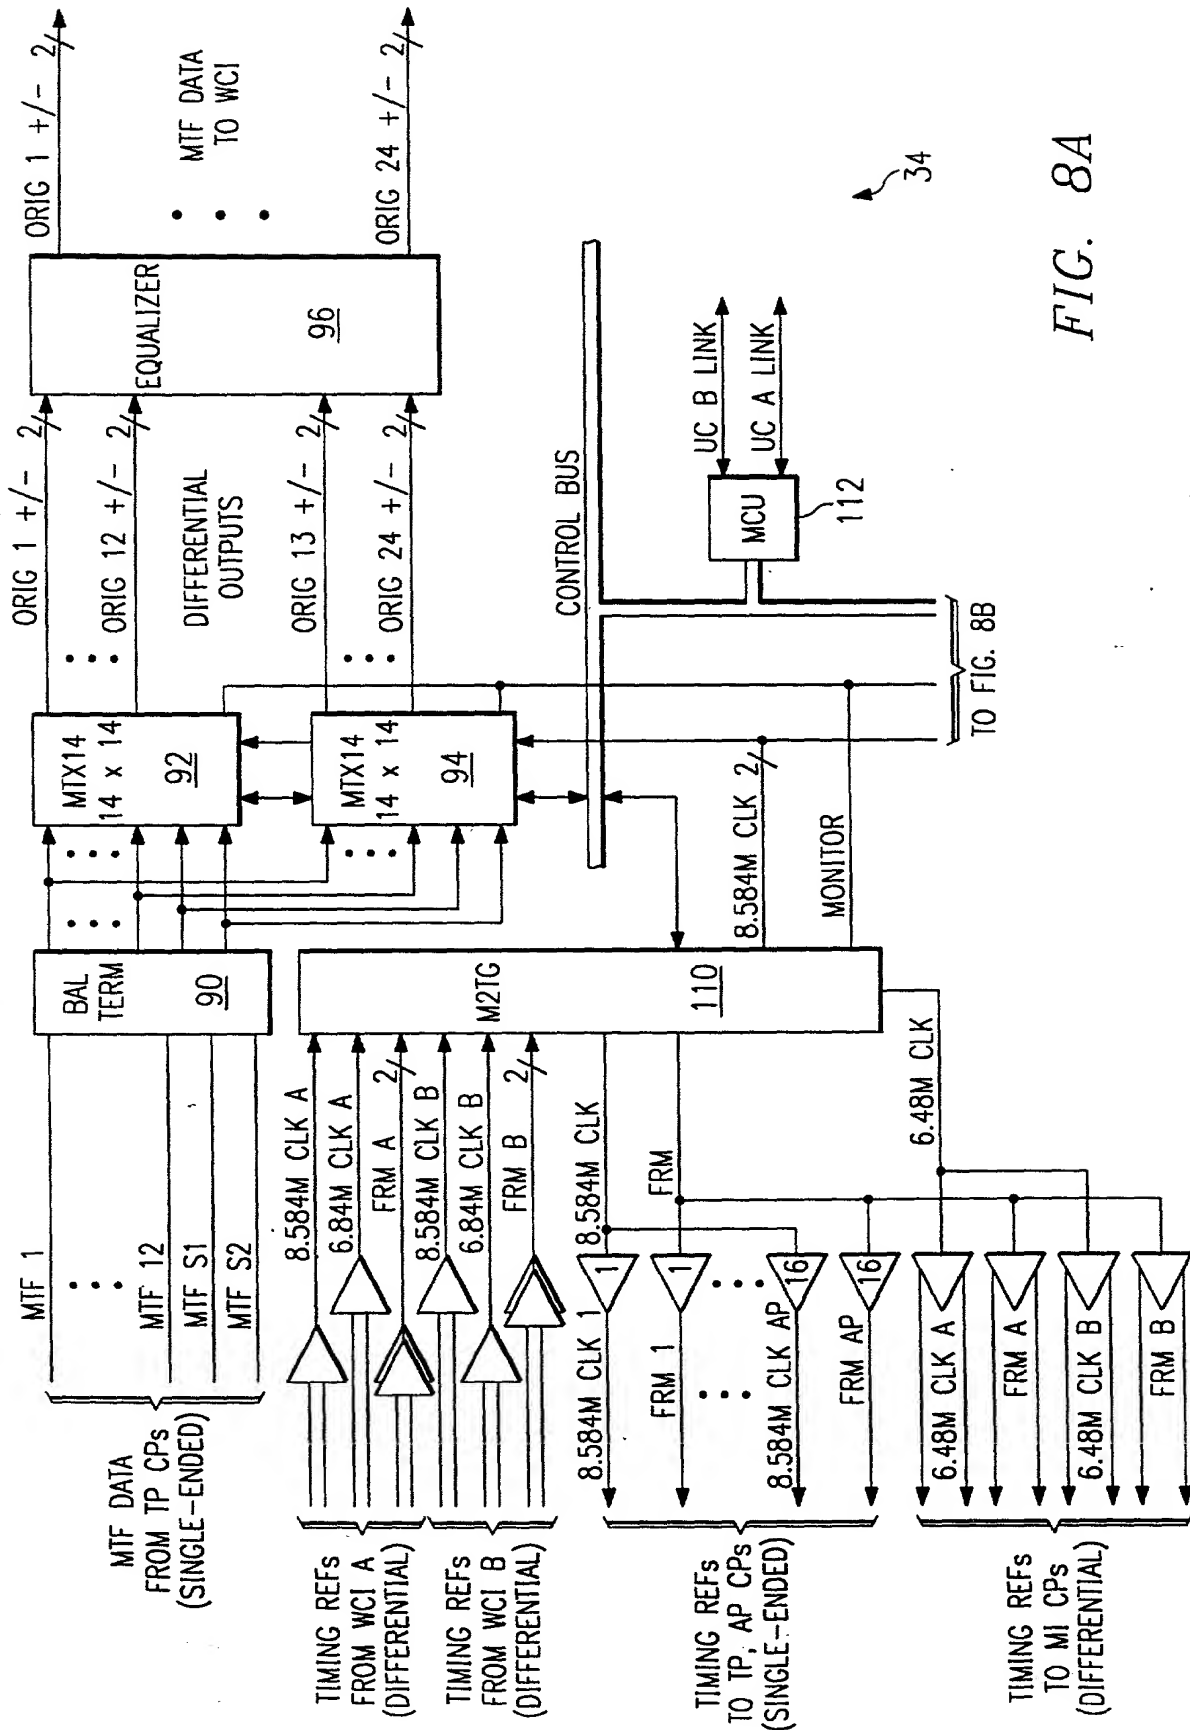 MTF DATA
FROM TP CPs
(SINGLE-ENDED)
MTF 1
MTF 12
MTF S1
MTF S2
BAL
TERM
90
MTX14
14 x 14
92
MTX14
14 x 14
94
ORIG 1 +/- 2
ORIG 12 +/- 2
DIFFERENTIAL
OUTPUTS
ORIG 13 +/- 2
ORIG 24 +/- 2
EQUALIZER
96
ORIG 1 +/- 2
MTF DATA
TO WCI
ORIG 24 +/- 2
TIMING REFs
FROM WCI A
(DIFFERENTIAL)
TIMING REFs
FROM WCI B
(DIFFERENTIAL)
8.584M CLK A
6.84M CLK A
FRM A 2
8.584M CLK B
6.84M CLK B
FRM B 2
M2TG
110
CONTROL BUS
MCU
112
UC B LINK
UC A LINK
8.584M CLK 2
MONITOR
TO FIG. 8B
34
TIMING REFs
TO TP, AP CPs
(SINGLE-ENDED)
8.584M CLK 1
1
8.584M CLK
FRM 1
1
FRM
8.584M CLK AP
16
FRM AP
16
6.48M CLK
TIMING REFs
TO MI CPs
(DIFFERENTIAL)
6.48M CLK A
FRM A
6.48M CLK B
FRM B
FIG. 8A